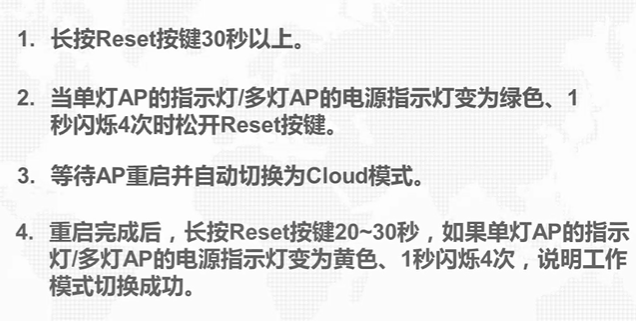 1. 长按Reset按键30秒以上。
2. 当单灯AP的指示灯/多灯AP的电源指示灯变为绿色、1
秒闪烁4次时松开Reset按键。
3. 等待AP重启并自动切换为Cloud模式。
4. 重启完成后，长按Reset按键20~30秒，如果单灯AP的指示
灯/多灯AP的电源指示灯变为黄色、1秒闪烁4次，说明工作
模式切换成功。